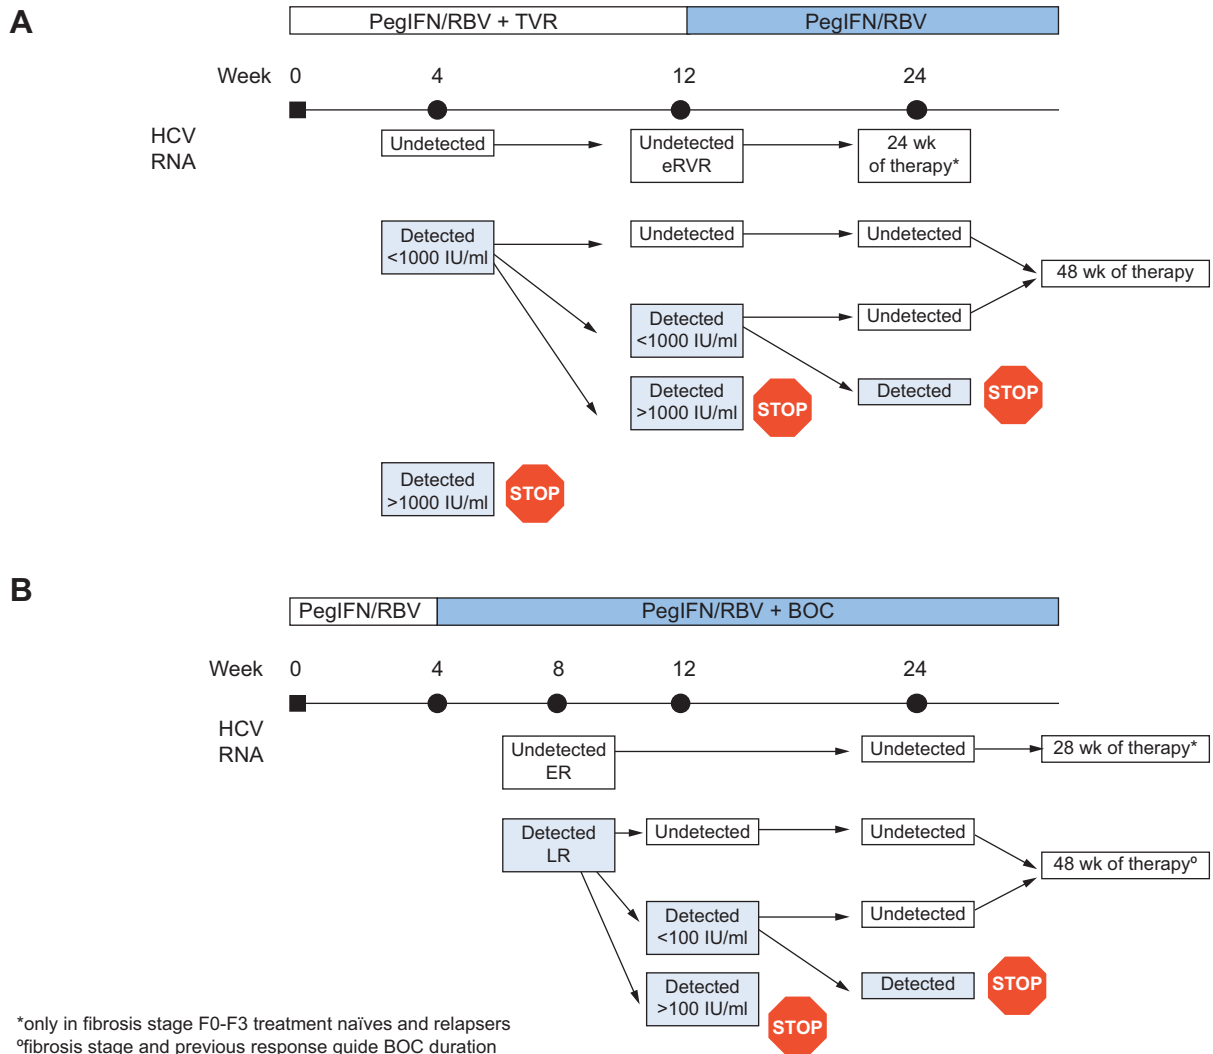 A
PegIFN/RBV + TVR
PegIFN/RBV
Week 0 4 12 24
HCV
RNA
Undetected
Undetected
eRVR
24 wk
of therapy*
Detected
<1000 IU/ml
Undetected
Undetected
48 wk of therapy
Detected
<1000 IU/ml
Undetected
Detected
>1000 IU/ml
STOP
Detected
STOP
Detected
>1000 IU/ml
STOP
B
PegIFN/RBV
PegIFN/RBV + BOC
Week 0 4 8 12 24
HCV
RNA
Undetected
ER
Undetected
28 wk of therapy*
Detected
LR
Undetected
Undetected
48 wk of therapyº
Detected
<100 IU/ml
Undetected
Detected
>100 IU/ml
STOP
Detected
STOP
*only in fibrosis stage F0-F3 treatment naïves and relapsers
ºfibrosis stage and previous response guide BOC duration